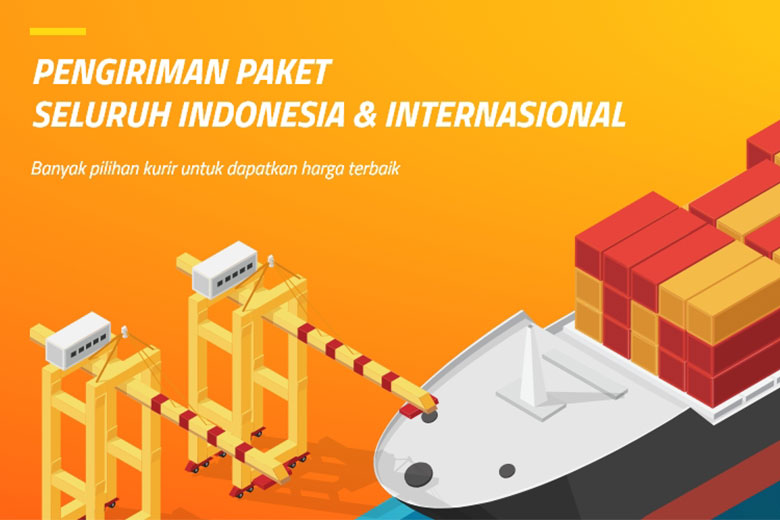 PENGIRIMAN PAKET
SELURUH INDONESIA & INTERNASIONAL
Banyak pilihan kurir untuk dapatkan harga terbaik